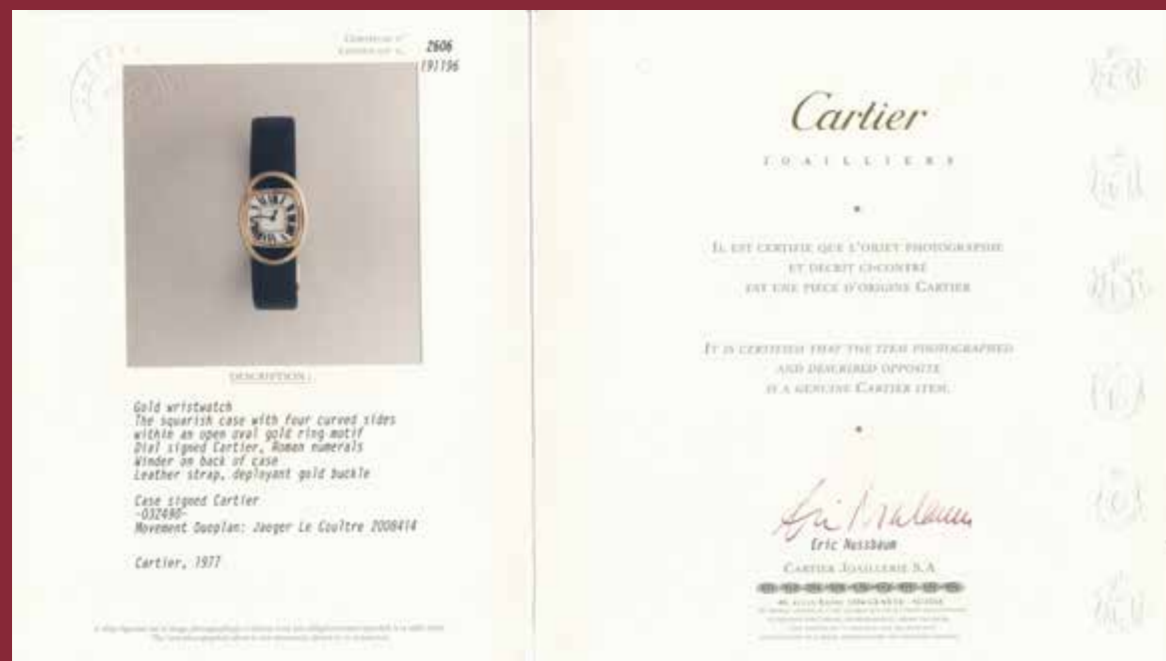 2606
191196
DESCRIPTION :
Gold wristwatch
The squarish case with four curved sides
within an open oval gold ring motif
Dial signed Cartier, Roman numerals
Winder on back of case
Leather strap, deployant gold buckle
Case signed Cartier
-032490-
Movement Duoplan: Jaeger Le Coultre 2008414
Cartier, 1977
Cartier
JOAILLIERS
IL EST CERTIFIE QUE L'OBJET PHOTOGRAPHIE
ET DECRIT CI-CONTRE
EST UNE PIECE D'ORIGINE CARTIER
IT IS CERTIFIED THAT THE ITEM PHOTOGRAPHED
AND DESCRIBED OPPOSITE
IS A GENUINE CARTIER ITEM.
Eric Nussbaum
CARTIER JOAILLERIE S.A